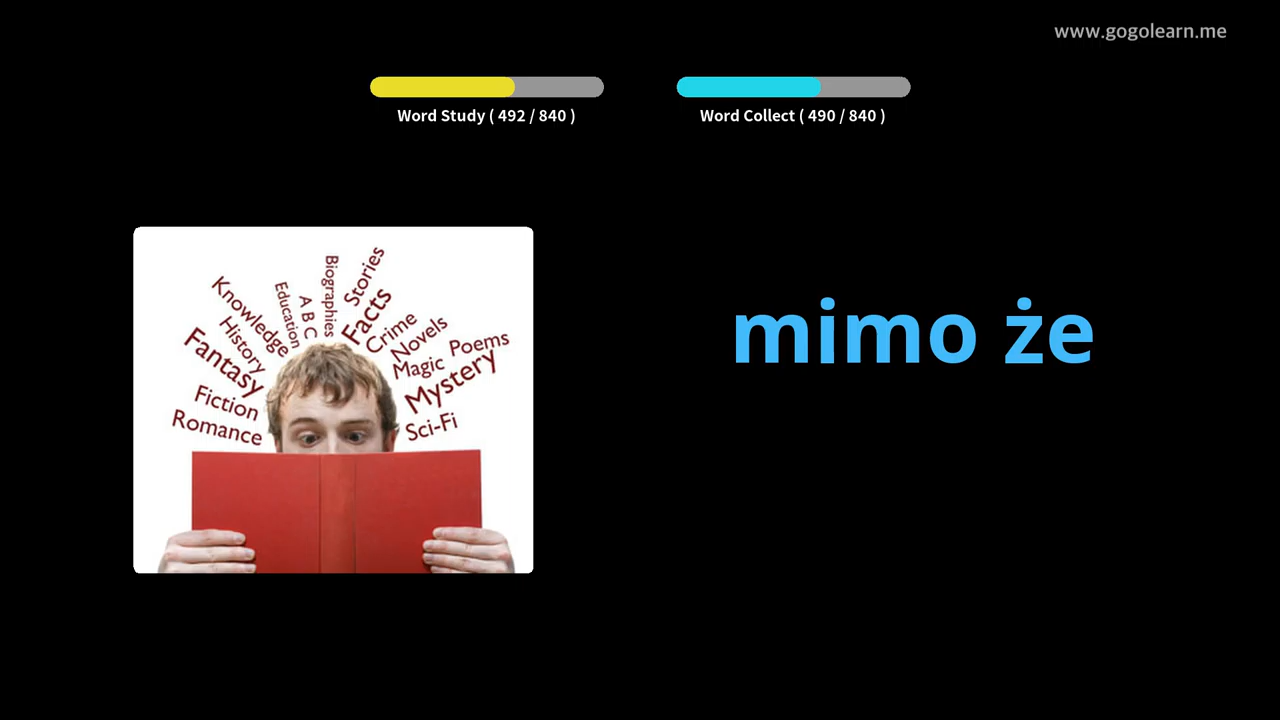 www.gogolearn.me
Word Study ( 492 / 840 )
Word Collect ( 490 / 840 )
mimo że
Knowledge
History
Fantasy
Fiction
Romance
Education
A B C
Biographies
Stories
Facts
Crime
Novels
Magic
Poems
Mystery
Sci-Fi